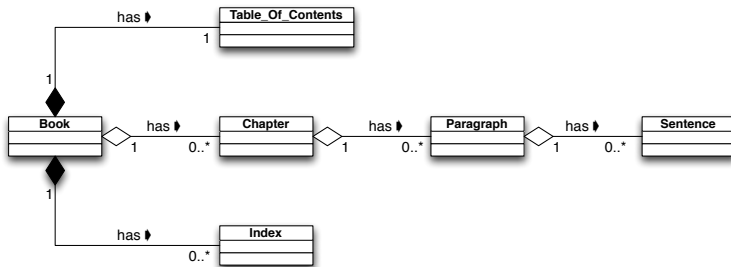 has Table_Of_Contents
1
1
Book has Chapter has Paragraph has Sentence
1 0..* 1 0..* 1 0..*
1
has Index
0..*